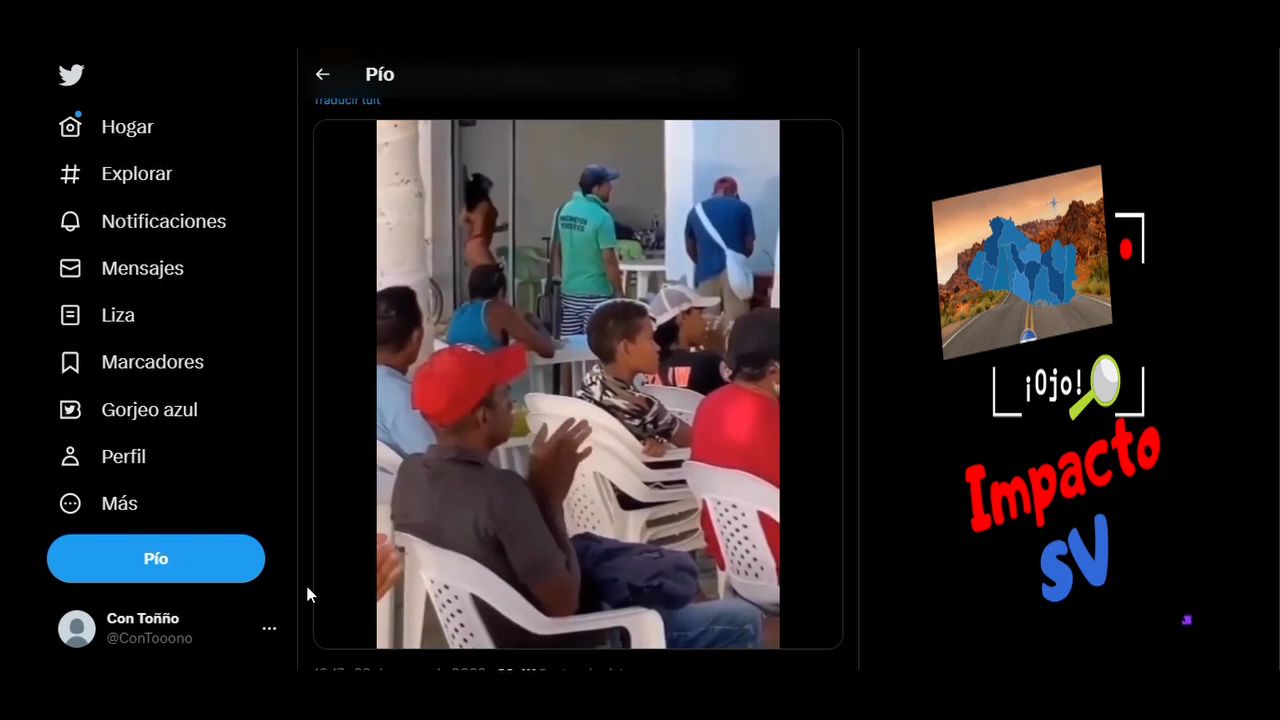 Pío
Traducir tuit
Hogar
Explorar
Notificaciones
Mensajes
Liza
Marcadores
Gorjeo azul
Perfil
Más
Pío
Con Toñño
@ConTooono
¡Ojo!
Impacto
SV